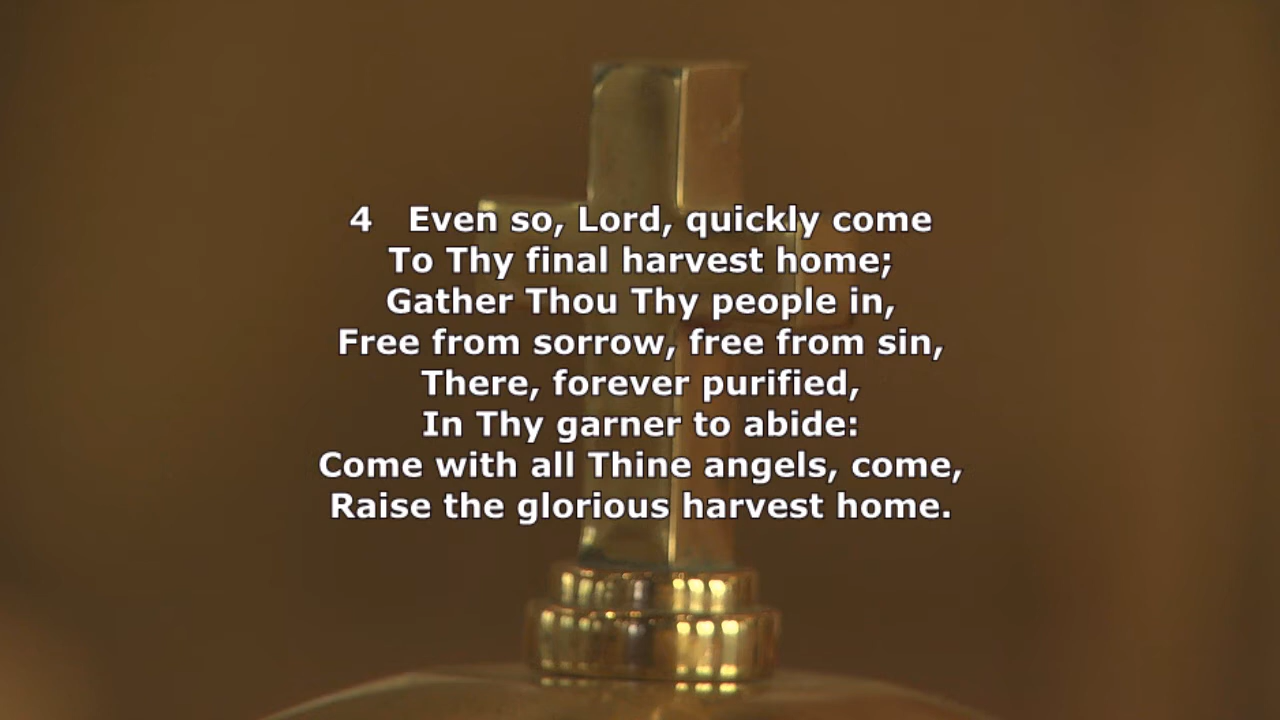 4 Even so, Lord, quickly come
To Thy final harvest home;
Gather Thou Thy people in,
Free from sorrow, free from sin,
There, forever purified,
In Thy garner to abide:
Come with all Thine angels, come,
Raise the glorious harvest home.